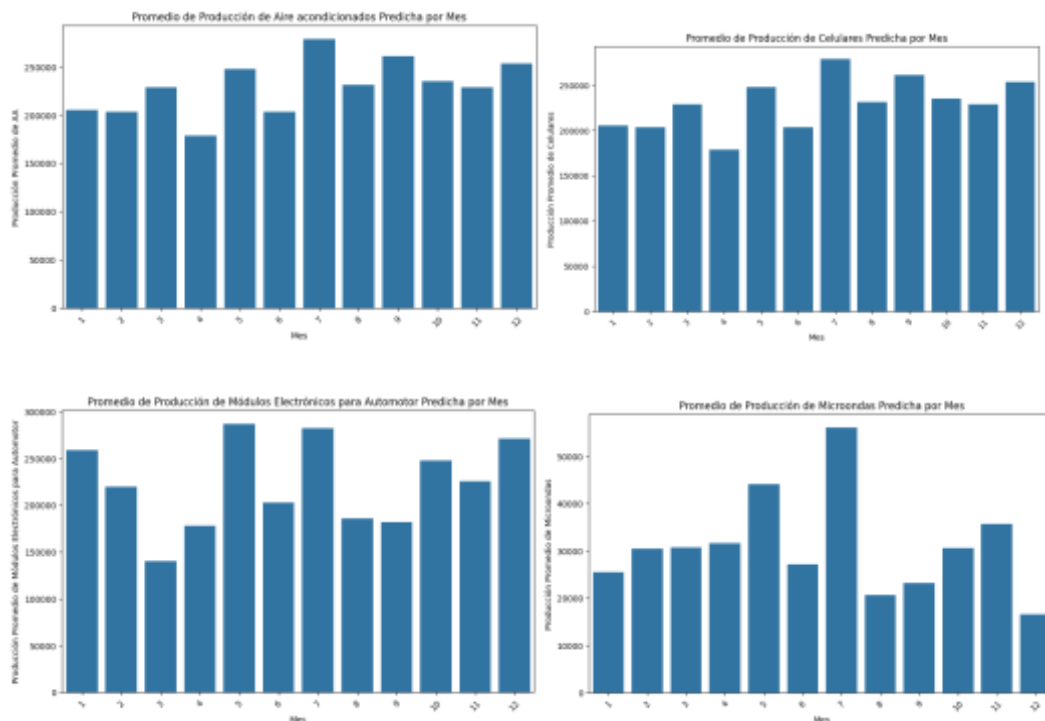 Promedio de Producción de Aire acondicionados Predicha por Mes
Producción Promedio de AA
250000
200000
150000
100000
50000
0
1 2 3 4 5 6 7 8 9 10 11 12
Mes
Promedio de Producción de Celulares Predicha por Mes
Producción Promedio de Celulares
250000
200000
150000
100000
50000
0
1 2 3 4 5 6 7 8 9 10 11 12
Mes
Promedio de Producción de Módulos Electrónicos para Automotor Predicha por Mes
Producción Promedio de Módulos Electrónicos para Automotor
300000
250000
200000
150000
100000
50000
0
1 2 3 4 5 6 7 8 9 10 11 12
Mes
Promedio de Producción de Microondas Predicha por Mes
Producción Promedio de Microondas
50000
40000
30000
20000
10000
0
1 2 3 4 5 6 7 8 9 10 11 12
Mes